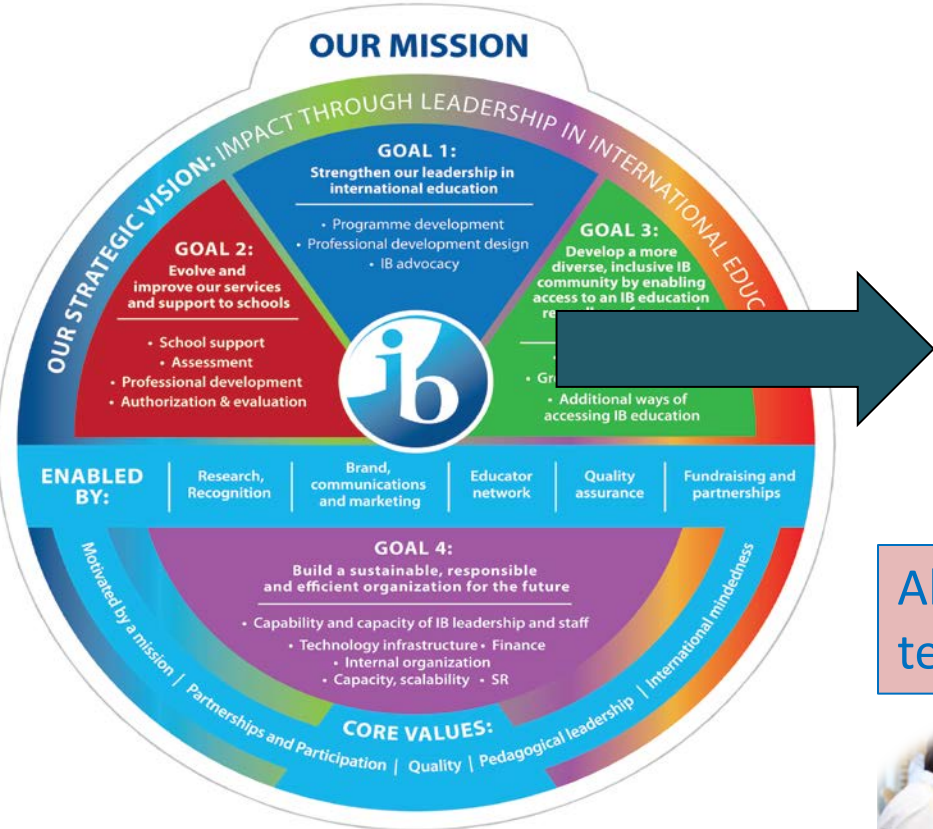 OUR MISSION
OUR STRATEGIC VISION: IMPACT THROUGH LEADERSHIP IN INTERNATIONAL
GOAL 1:
Strengthen our leadership in
international education
• Programme development
• Professional development design
• IB advocacy
GOAL 2:
Evolve and
improve our services
and support to schools
• School support
• Assessment
• Professional development
• Authorization & evaluation
GOAL 3:
Develop a more
diverse, inclusive IB
community by enabling
access to an IB education
• Additional ways of
accessing IB education
ib
ENABLED
BY:
Research,
Recognition
Brand,
communications
and marketing
Educator
network
Quality
assurance
Fundraising and
partnerships
GOAL 4:
Build a sustainable, responsible
and efficient organization for the future
• Capability and capacity of IB leadership and staff
• Technology infrastructure • Finance
• Internal organization
• Capacity, scalability • SR
CORE VALUES:
Motivated by a mission | Partnerships and Participation | Quality | Pedagogical leadership | International mindedness